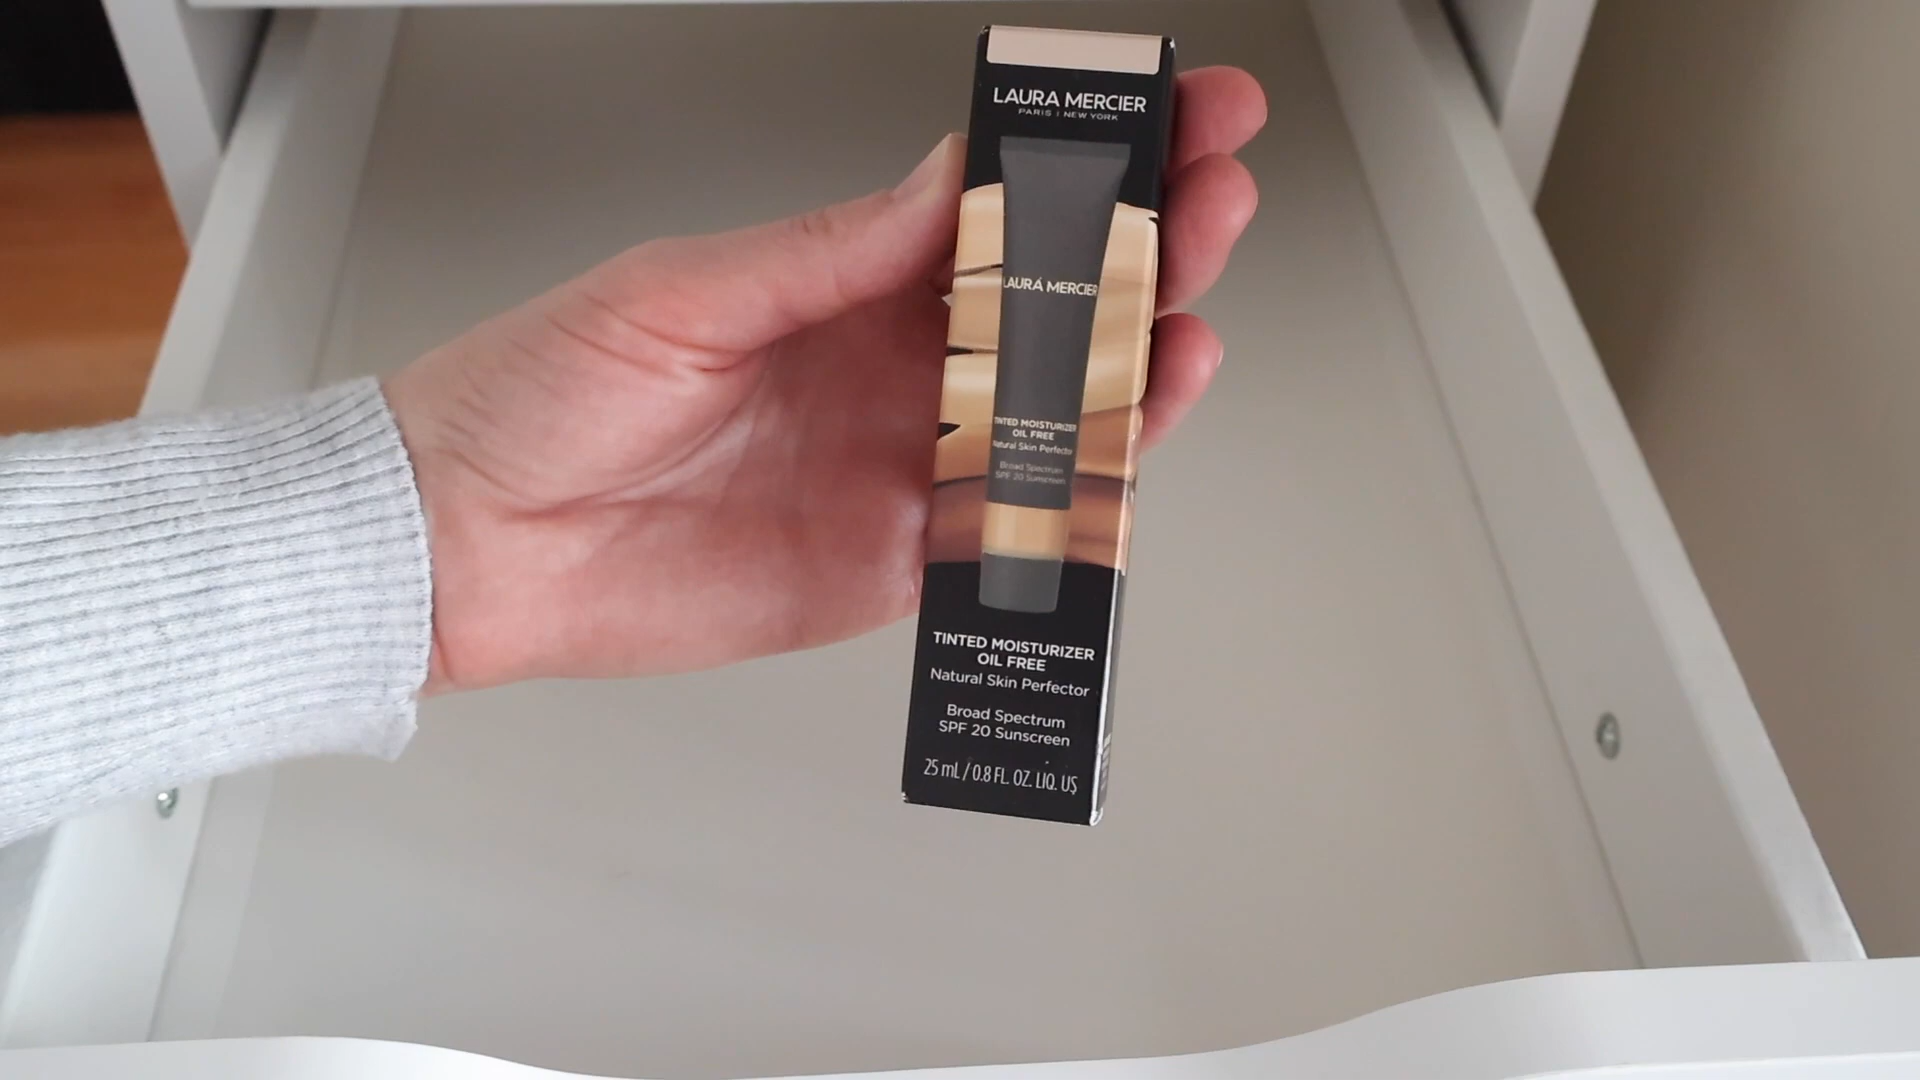 LAURA MERCIER
PARIS | NEW YORK
LAURA MERCIER
TINTED MOISTURIZER
OIL FREE
Natural Skin Perfector
Broad Spectrum
SPF 20 Sunscreen
TINTED MOISTURIZER
OIL FREE
Natural Skin Perfector
Broad Spectrum
SPF 20 Sunscreen
25 mL / 0.8 FL. OZ. LIQ. US